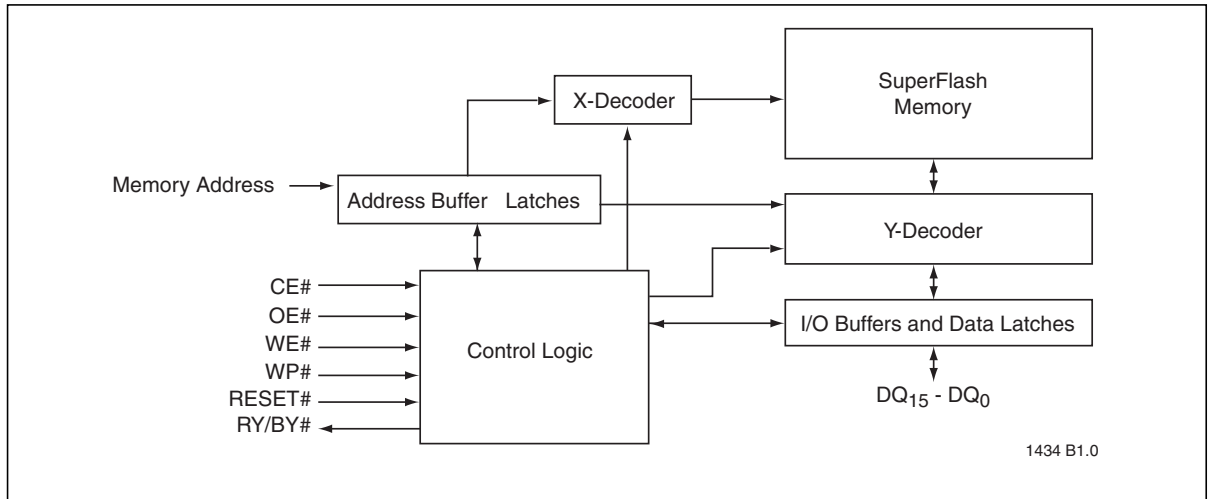 SuperFlash
Memory
X-Decoder
Memory Address
Address Buffer Latches
Y-Decoder
CE#
OE#
WE#
WP#
RESET#
RY/BY#
Control Logic
I/O Buffers and Data Latches
DQ15 - DQ0
1434 B1.0